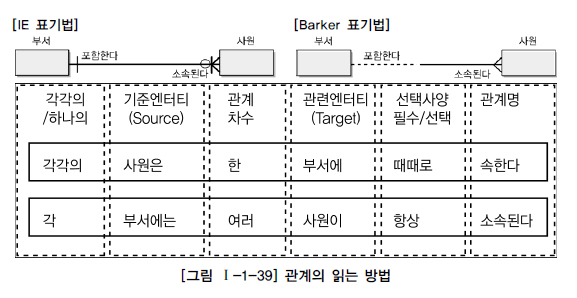 [IE 표기법] [Barker 표기법]
부서 사원 부서 사원
포함한다 포함한다
소속된다 소속된다
각각의 기준엔터티 관계 관련엔터티 선택사양 관계명
/하나의 (Source) 차수 (Target) 필수/선택
각각의 사원은 한 부서에 때때로 속한다
각 부서에는 여러 사원이 항상 소속된다
[그림 Ⅰ-1-39] 관계의 읽는 방법